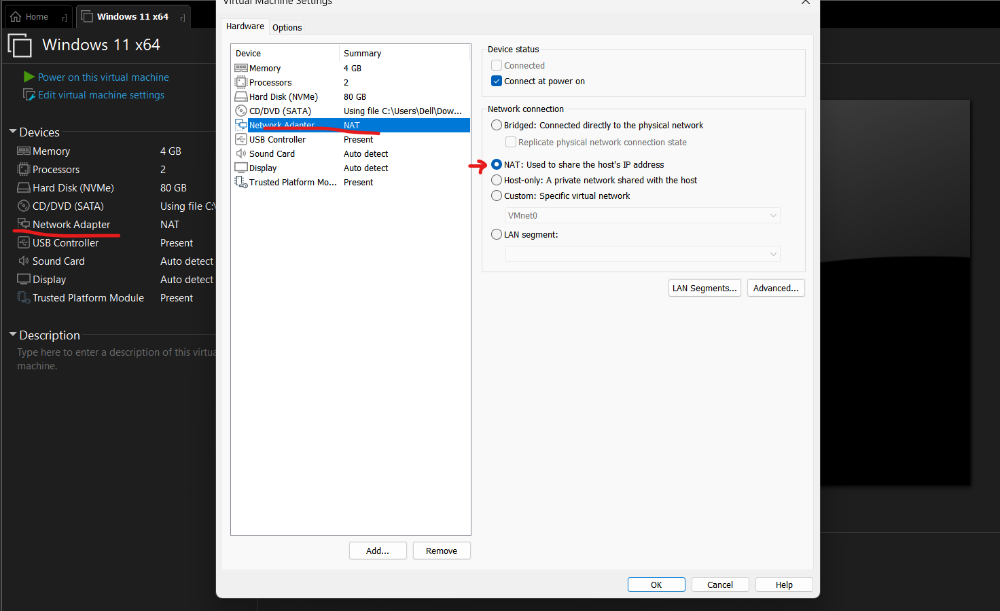 Virtual Machine Settings
Home
Windows 11 x64
Windows 11 x64
Power on this virtual machine
Edit virtual machine settings
Devices
Memory 4 GB
Processors 2
Hard Disk (NVMe) 80 GB
CD/DVD (SATA) Using file C:\
Network Adapter NAT
USB Controller Present
Sound Card Auto detect
Display Auto detect
Trusted Platform Module Present
Description
Type here to enter a description of this virtua
machine.
Hardware
Options
Device Summary
Memory 4 GB
Processors 2
Hard Disk (NVMe) 80 GB
CD/DVD (SATA) Using file C:\Users\Dell\Dow...
Network Adapter NAT
USB Controller Present
Sound Card Auto detect
Display Auto detect
Trusted Platform Mo... Present
Add...
Remove
Device status
Connected
Connect at power on
Network connection
Bridged: Connected directly to the physical network
Replicate physical network connection state
NAT: Used to share the host's IP address
Host-only: A private network shared with the host
Custom: Specific virtual network
VMnet0
LAN segment:
LAN Segments...
Advanced...
OK
Cancel
Help